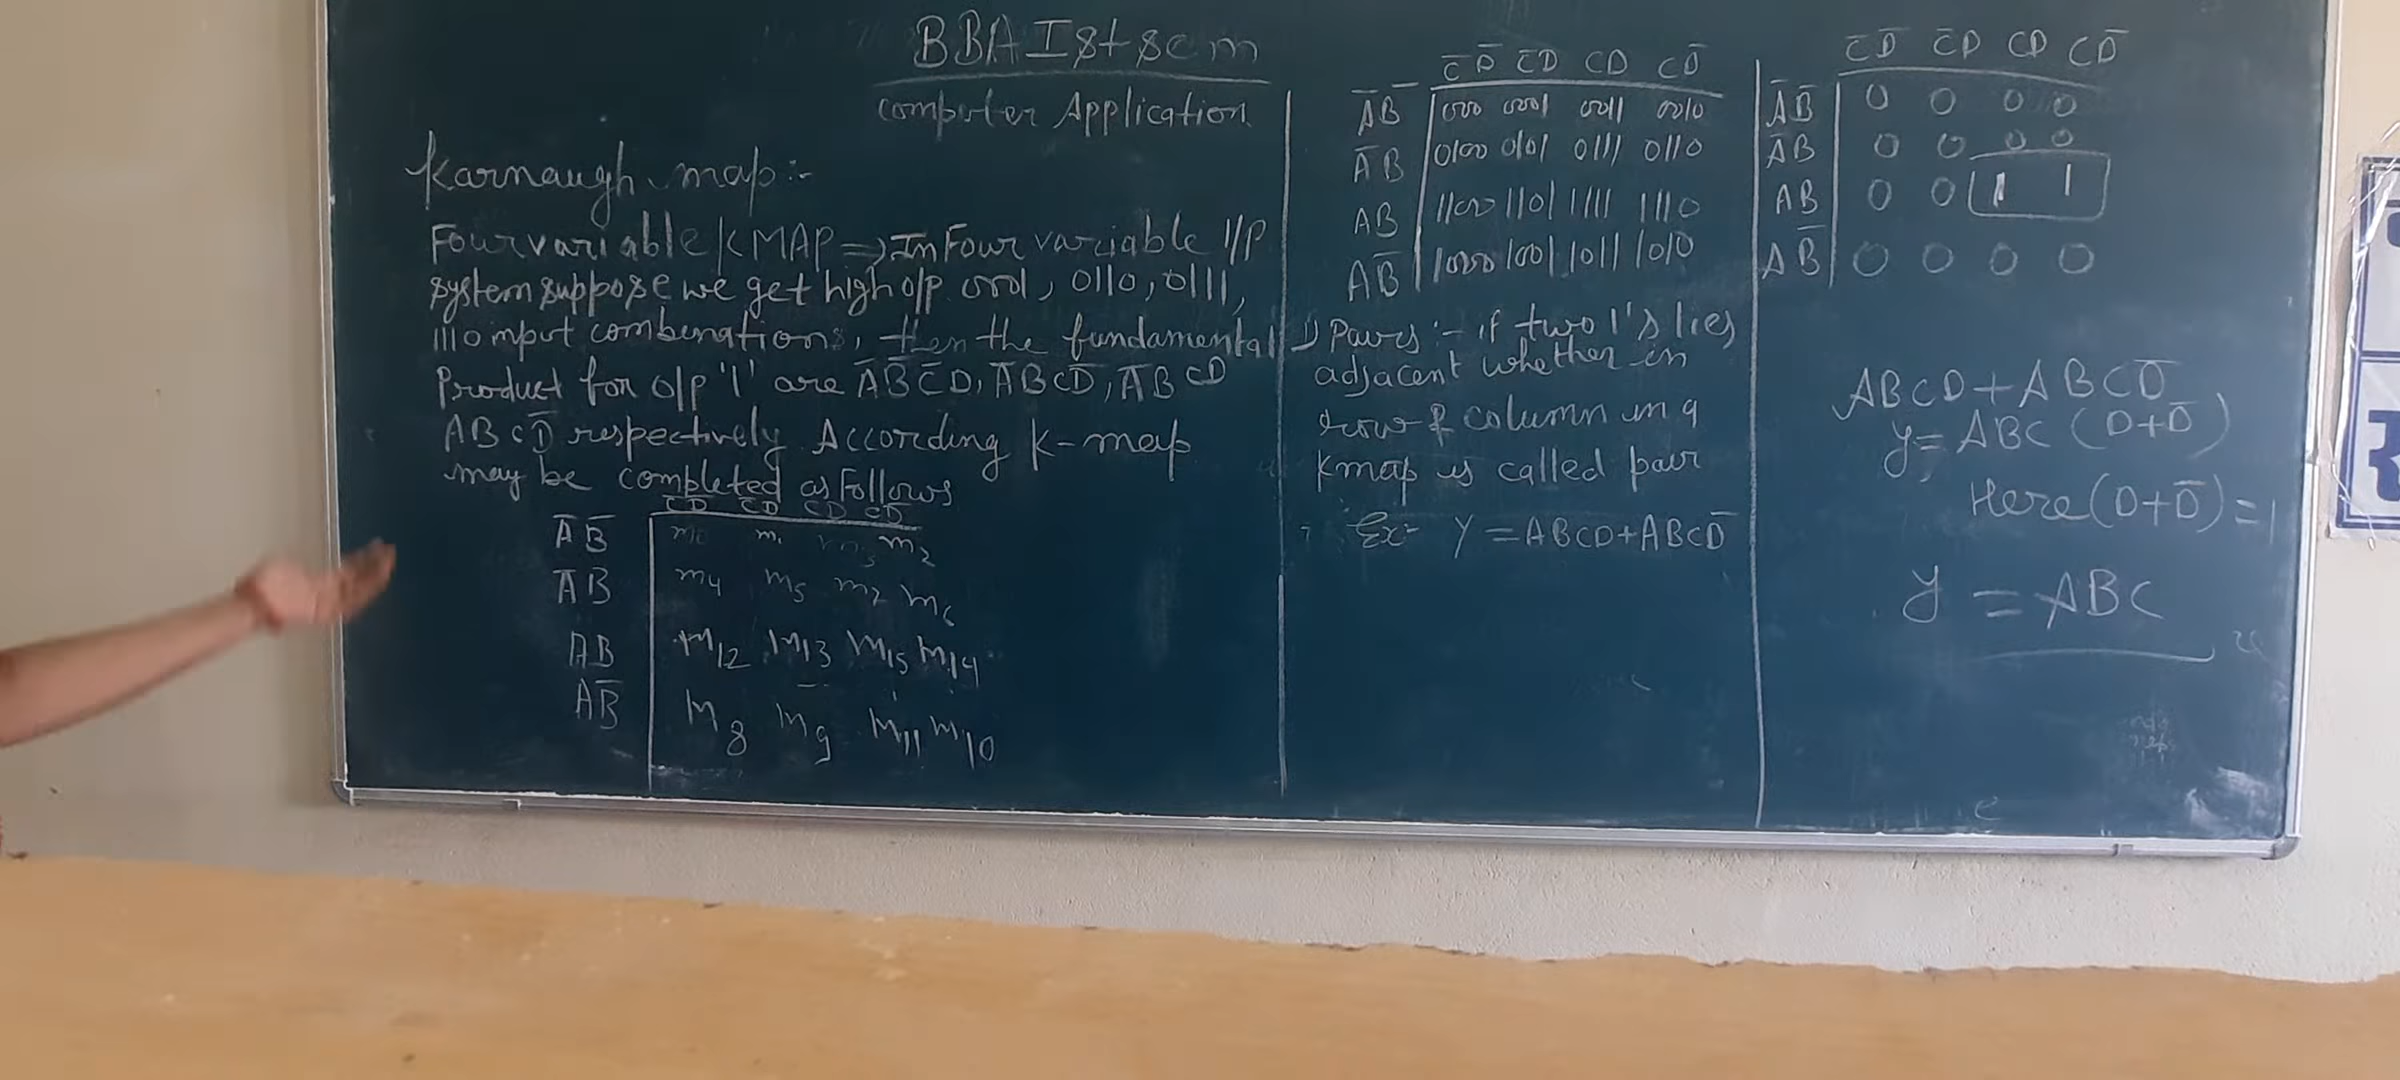 BBA Ist sem
Computer Application
Karnaugh map:-
Four variable KMAP ⇒ In Four variable I/P
system suppose we get high o/p 0001, 0110, 0111,
1110 input combinations, then the fundamental
Product for o/p '1' are A̅B̅C̅D, A̅BCD̅, A̅BCD
ABCD̅ respectively. According K-map
may be completed as Follows
C̅D̅ C̅D CD CD̅
A̅B̅ m0 m1 m3 m2
A̅B m4 m5 m7 m6
AB m12 m13 m15 m14
AB̅ m8 m9 m11 m10
C̅D̅ C̅D CD CD̅
A̅B̅ 0000 0001 0011 0010
A̅B 0100 0101 0111 0110
AB 1100 1101 1111 1110
AB̅ 1000 1001 1011 1010
1) Pairs :- if two 1's lies
adjacent whether in
row & column in a
Kmap is called pair
Ex- Y = ABCD+ABCD̅
C̅D̅ C̅D CD CD̅
A̅B̅ 0 0 0 0
A̅B 0 0 0 0
AB 0 0 1 1
AB̅ 0 0 0 0
ABCD+ABCD̅
y= ABC (D+D̅)
Here (D+D̅)=1
y = ABC